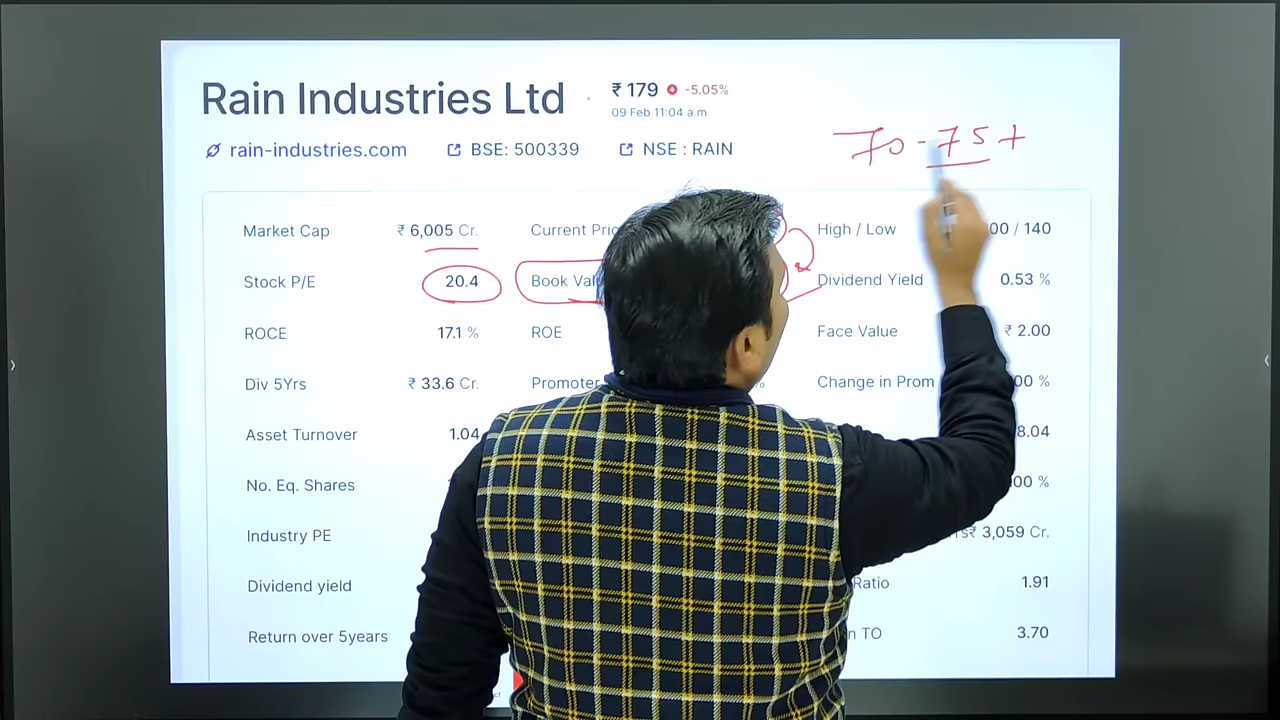 Rain Industries Ltd
₹ 179 -5.05%
09 Feb 11:04 a.m
70-75+
rain-industries.com BSE: 500339 NSE : RAIN
Market Cap ₹ 6,005 Cr. High / Low / 140
Stock P/E 20.4 Book Dividend Yield 0.53 %
ROCE 17.1 % ROE Face Value ₹ 2.00
Div 5Yrs ₹ 33.6 Cr. Promoter % Change in Prom %
Asset Turnover 1.04
No. Eq. Shares %
Industry PE ₹ 3,059 Cr.
Dividend yield Ratio 1.91
Return over 5years TO 3.70